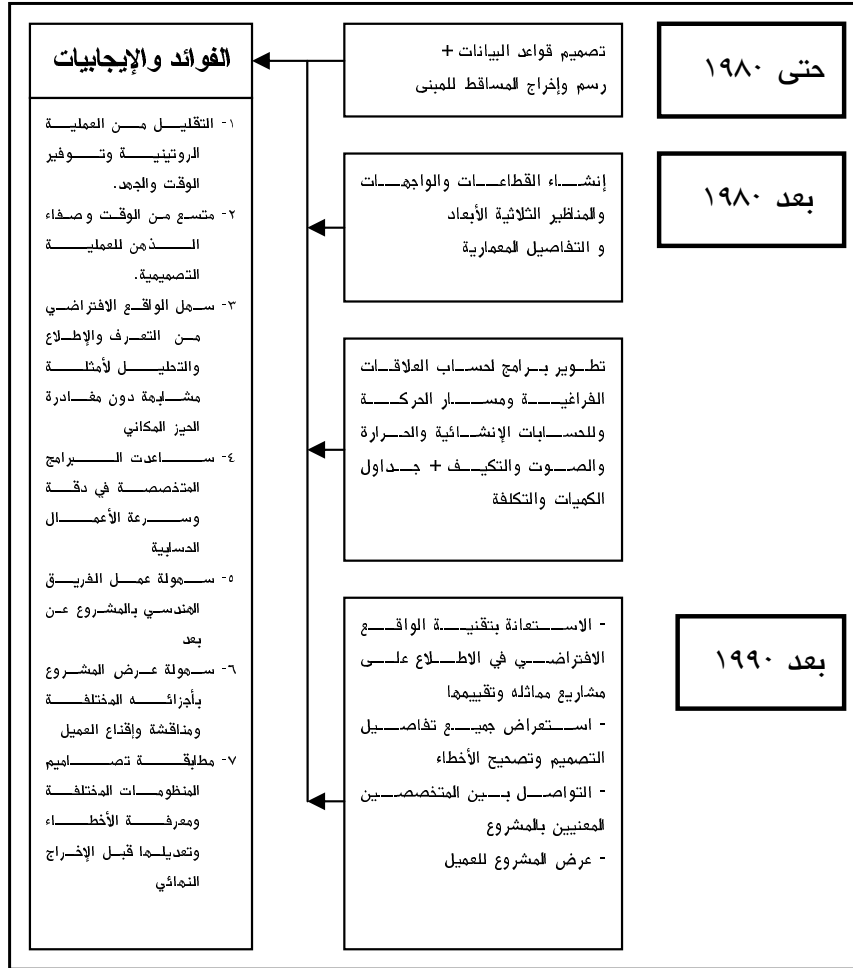 حتى ١٩٨٠
تصميم قواعد البيانات +
رسم وإخراج المساقط للمبنى
بعد ١٩٨٠
إنشاء القطاعات والواجهات
والمناظير الثلاثية الأبعاد
و التفاصيل المعمارية
تطوير برامج لحساب العلاقات
الفراغية ومسار الحركة
وللحسابات الإنشائية والحرارة
والصوت والتكيف + جداول
الكميات والتكلفة
بعد ١٩٩٠
- الاستعانة بتقنية الواقع
الافتراضي في الاطلاع على
مشاريع مماثله وتقييمها
- استعراض جميع تفاصيل
التصميم وتصحيح الأخطاء
- التواصل بين المتخصصين
المعنيين بالمشروع
- عرض المشروع للعميل
الفوائد والإيجابيات
١- التقليل من العملية
الروتينية وتوفير
الوقت والجهد.
٢- متسع من الوقت وصفاء
الذهن للعملية
التصميمية.
٣- سهل الواقع الافتراضي
من التعرف والإطلاع
والتحليل لأمثلة
مشابهة دون مغادرة
الحيز المكاني
٤- ساعدت البرامج
المتخصصة في دقة
وسرعة الأعمال
الحسابية
٥- سهولة عمل الفريق
الهندسي بالمشروع عن
بعد
٦- سهولة عرض المشروع
بأجزائه المختلفة
ومناقشة وإقناع العميل
٧- مطابقة تصاميم
المنظومات المختلفة
ومعرفة الأخطاء
وتعديلها قبل الإخراج
النهائي